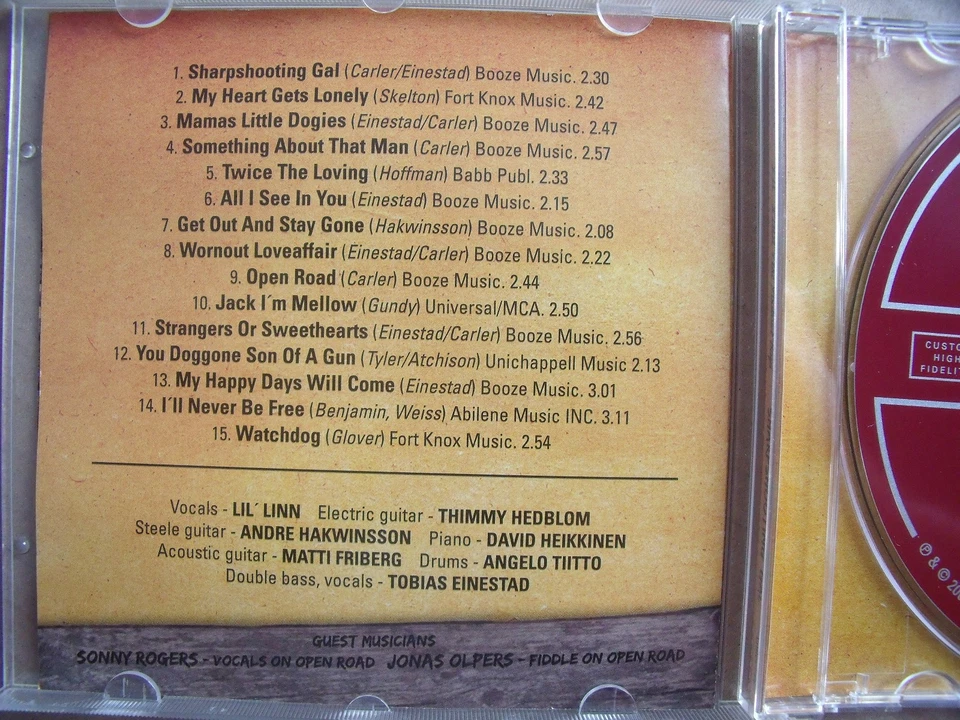 1. Sharpshooting Gal (Carler/Einestad) Booze Music. 2.30
2. My Heart Gets Lonely (Skelton) Fort Knox Music. 2.42
3. Mamas Little Dogies (Einestad/Carler) Booze Music. 2.47
4. Something About That Man (Carler) Booze Music. 2.57
5. Twice The Loving (Hoffman) Babb Publ. 2.33
6. All I See In You (Einestad) Booze Music. 2.15
7. Get Out And Stay Gone (Hakwinsson) Booze Music. 2.08
8. Wornout Loveaffair (Einestad/Carler) Booze Music. 2.22
9. Open Road (Carler) Booze Music. 2.44
10. Jack I´m Mellow (Gundy) Universal/MCA. 2.50
11. Strangers Or Sweethearts (Einestad/Carler) Booze Music. 2.56
12. You Doggone Son Of A Gun (Tyler/Atchison) Unichappell Music 2.13
13. My Happy Days Will Come (Einestad) Booze Music. 3.01
14. I´ll Never Be Free (Benjamin, Weiss) Abilene Music INC. 3.11
15. Watchdog (Glover) Fort Knox Music. 2.54
Vocals - LIL´ LINN Electric guitar - THIMMY HEDBLOM
Steele guitar - ANDRE HAKWINSSON Piano - DAVID HEIKKINEN
Acoustic guitar - MATTI FRIBERG Drums - ANGELO TIITTO
Double bass, vocals - TOBIAS EINESTAD
GUEST MUSICIANS
SONNY ROGERS - VOCALS ON OPEN ROAD JONAS OLPERS - FIDDLE ON OPEN ROAD
CUSTO
HIGH
FIDELIT
℗ & © 20